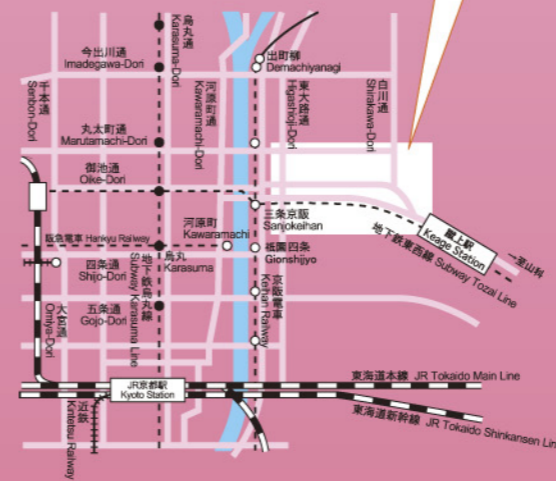 烏丸通
Karasuma-Dori
今出川通
Imadegawa-Dori
出町柳
Demachiyanagi
千本通
Senbon-Dori
河原町通
Kawaramachi-Dori
東大路通
Higashioji-Dori
白川通
Shirakawa-Dori
丸太町通
Marutamachi-Dori
御池通
Oike-Dori
三条京阪
Sanjokeihan
河原町
Kawaramachi
阪急電車 Hankyu Railway
烏丸
Karasuma
祇園四条
Gionshijyo
蹴上駅
Keage Station
→至山科
地下鉄東西線 Subway Tozai Line
四条通
Shijo-Dori
地下鉄烏丸線
Subway Karasuma Line
京阪電車
Keihan Railway
大宮通
Omiya-Dori
五条通
Gojo-Dori
JR京都駅
Kyoto Station
東海道本線 JR Tokaido Main Line
東海道新幹線 JR Tokaido Shinkansen Line
近鉄
Kintetsu Railway